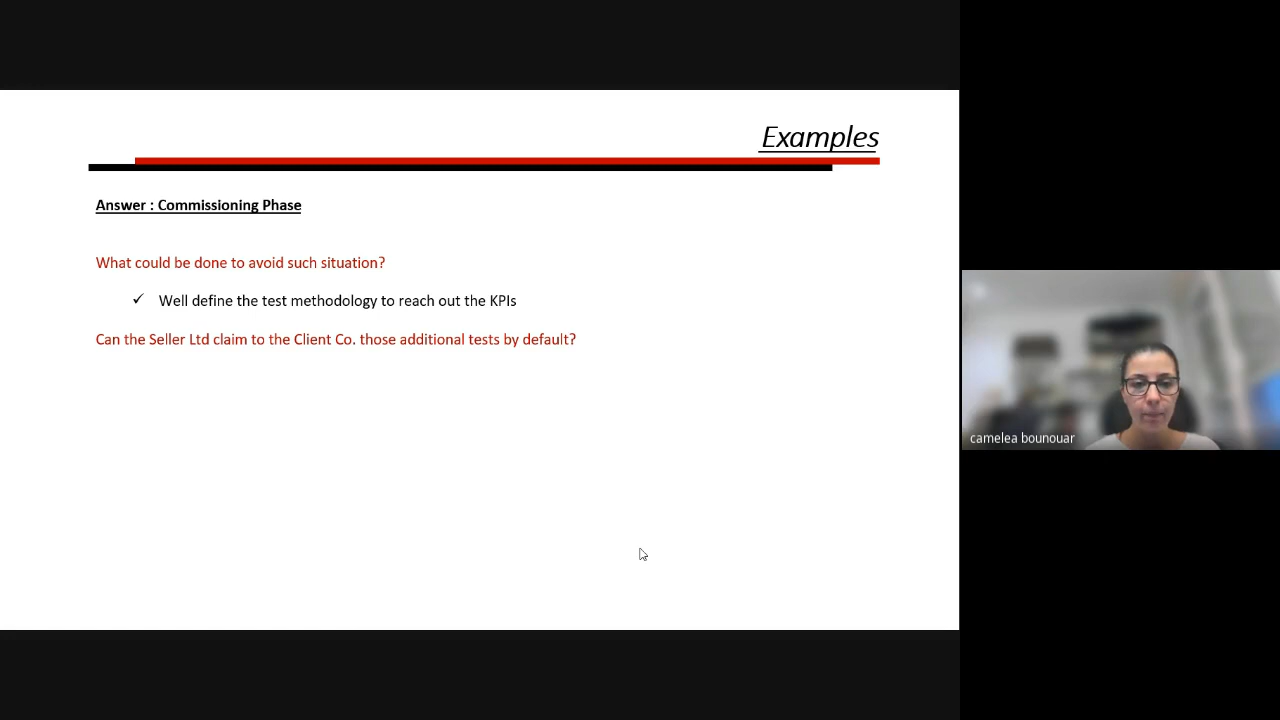 Examples
Answer : Commissioning Phase
What could be done to avoid such situation?
✓ Well define the test methodology to reach out the KPIs
Can the Seller Ltd claim to the Client Co. those additional tests by default?
camelea bounouar